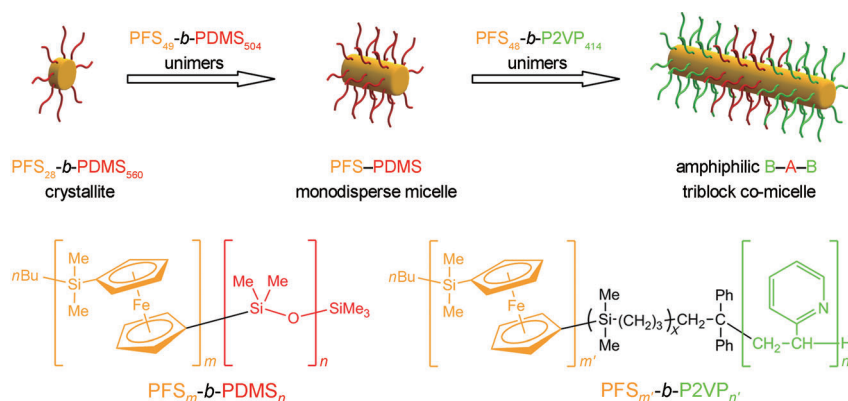 PFS49-b-PDMS504
unimers
PFS48-b-P2VP414
unimers
PFS28-b-PDMS560
crystallite
PFS–PDMS
monodisperse micelle
amphiphilic B–A–B
triblock co-micelle
nBu
Me
Si
Me
Fe
m
Me Me
Si
O
SiMe3
n
nBu
Me
Si
Me
Fe
m'
Me
Si
Me
(CH2)3
x
CH2
Ph
Ph
N
CH2
CH
H
n'
PFSm-b-PDMSn
PFSm'-b-P2VPn'